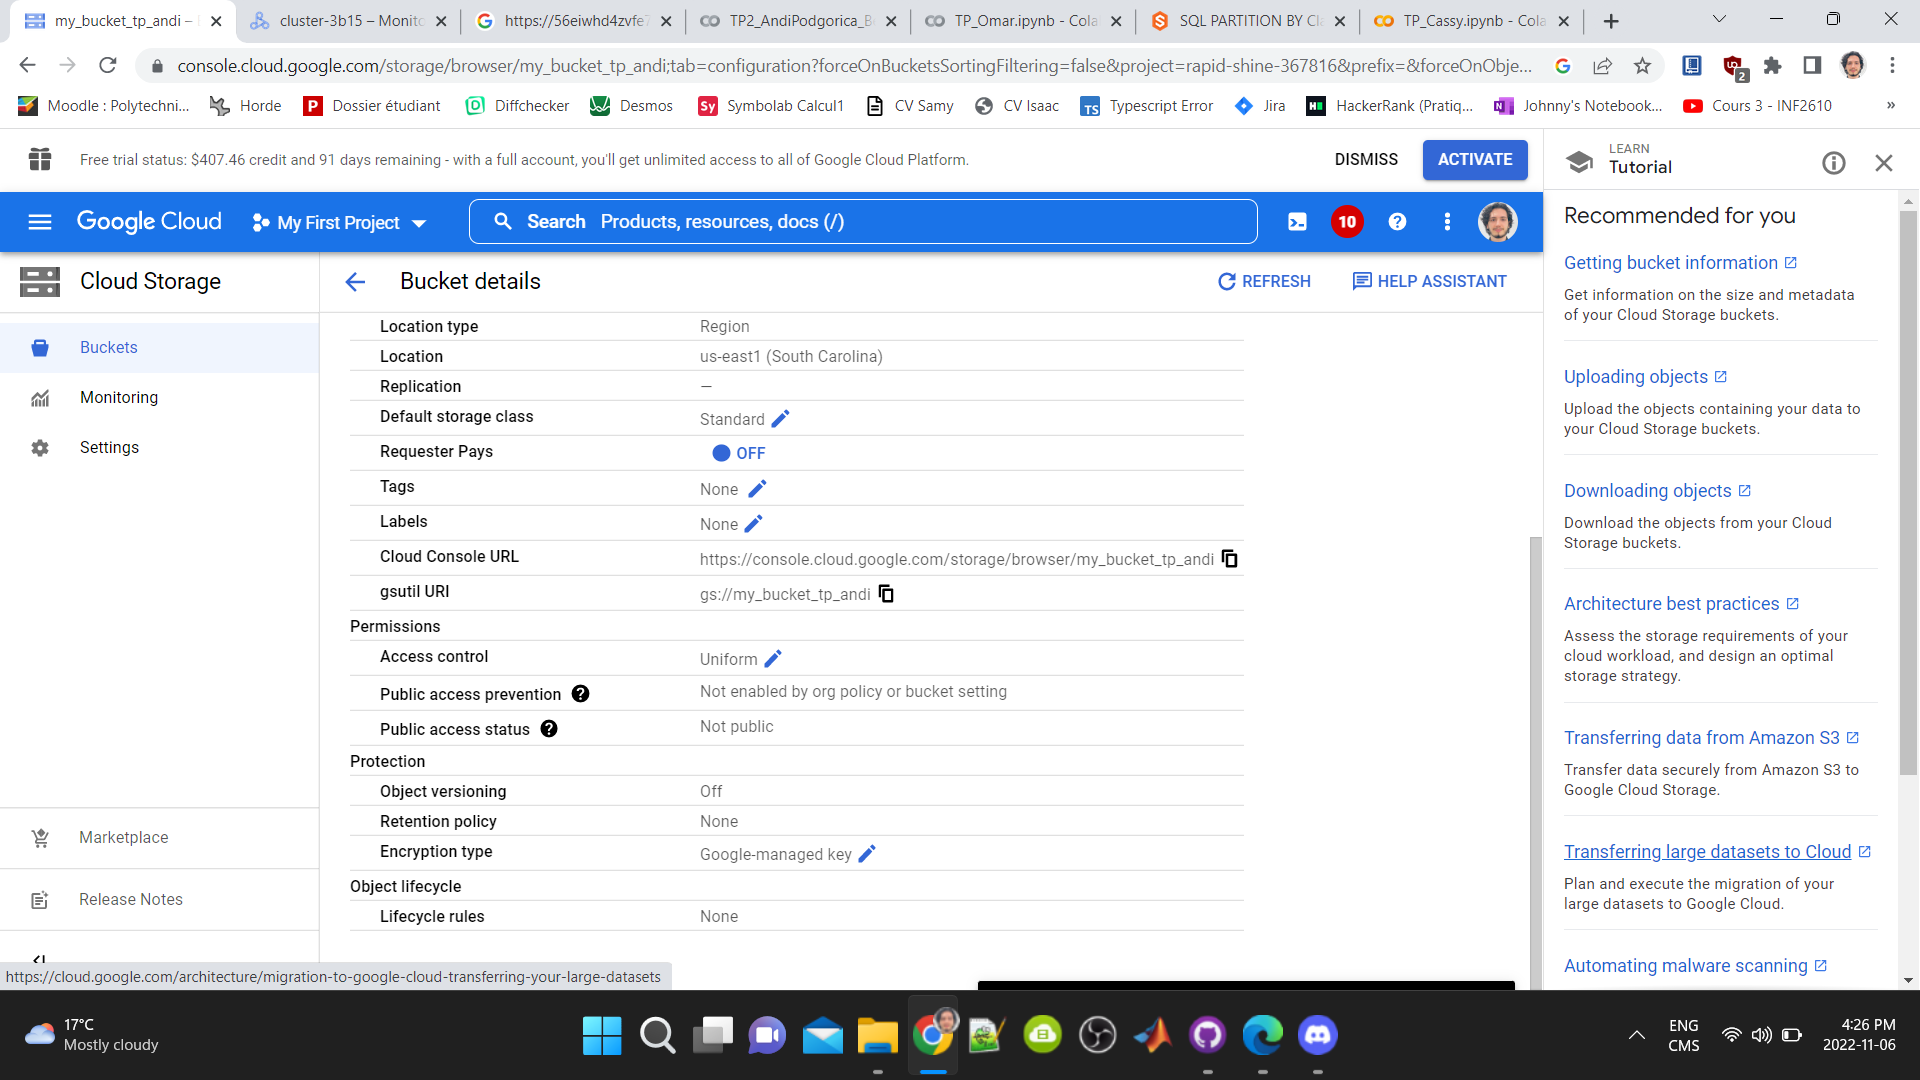 my_bucket_tp_andi –
cluster-3b15 – Monito
https://56eiwhd4zvfe7
TP2_AndiPodgorica_B
TP_Omar.ipynb - Cola
SQL PARTITION BY Cl
TP_Cassy.ipynb - Cola
console.cloud.google.com/storage/browser/my_bucket_tp_andi;tab=configuration?forceOnBucketsSortingFiltering=false&project=rapid-shine-367816&prefix=&forceOnObje...
2
Moodle : Polytechni...
Horde
Dossier étudiant
Diffchecker
Desmos
Symbolab Calcul1
CV Samy
CV Isaac
Typescript Error
Jira
HackerRank (Pratiq...
Johnny's Notebook...
Cours 3 - INF2610
»
Free trial status: $407.46 credit and 91 days remaining - with a full account, you'll get unlimited access to all of Google Cloud Platform.
DISMISS
ACTIVATE
LEARN
Tutorial
Google Cloud
My First Project
Search Products, resources, docs (/)
10
Cloud Storage
Bucket details
REFRESH
HELP ASSISTANT
Buckets
Monitoring
Settings
Marketplace
Release Notes
Location type Region
Location us-east1 (South Carolina)
Replication —
Default storage class Standard
Requester Pays OFF
Tags None
Labels None
Cloud Console URL https://console.cloud.google.com/storage/browser/my_bucket_tp_andi
gsutil URI gs://my_bucket_tp_andi
Permissions
Access control Uniform
Public access prevention Not enabled by org policy or bucket setting
Public access status Not public
Protection
Object versioning Off
Retention policy None
Encryption type Google-managed key
Object lifecycle
Lifecycle rules None
Recommended for you
Getting bucket information
Get information on the size and metadata
of your Cloud Storage buckets.
Uploading objects
Upload the objects containing your data to
your Cloud Storage buckets.
Downloading objects
Download the objects from your Cloud
Storage buckets.
Architecture best practices
Assess the storage requirements of your
cloud workload, and design an optimal
storage strategy.
Transferring data from Amazon S3
Transfer data securely from Amazon S3 to
Google Cloud Storage.
Transferring large datasets to Cloud
Plan and execute the migration of your
large datasets to Google Cloud.
Automating malware scanning
https://cloud.google.com/architecture/migration-to-google-cloud-transferring-your-large-datasets
17°C
Mostly cloudy
ENG
CMS
4:26 PM
2022-11-06